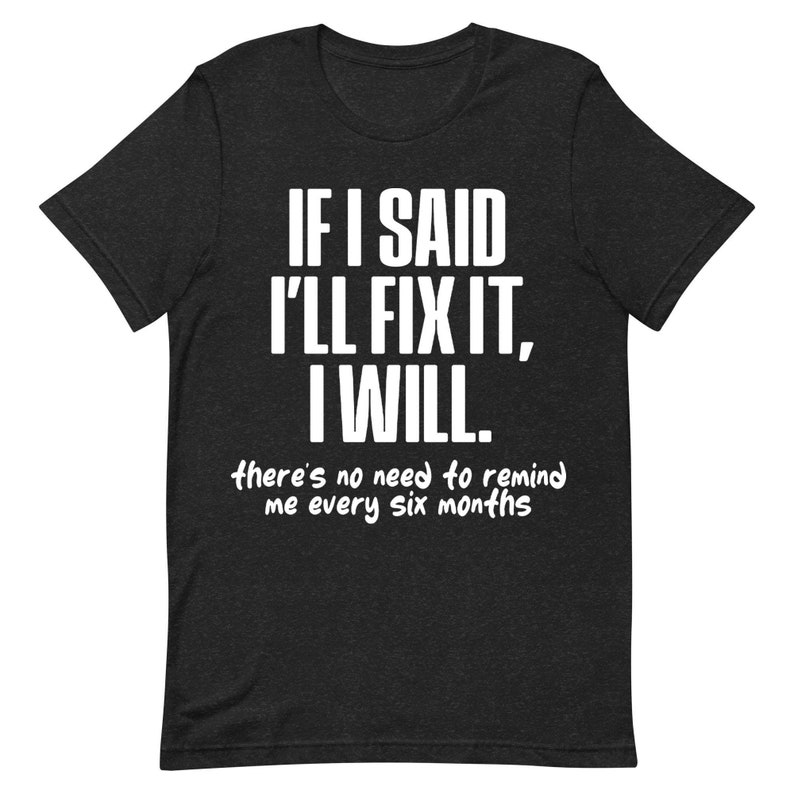 IF I SAID
I'LL FIX IT,
I WILL.
there's no need to remind
me every six months